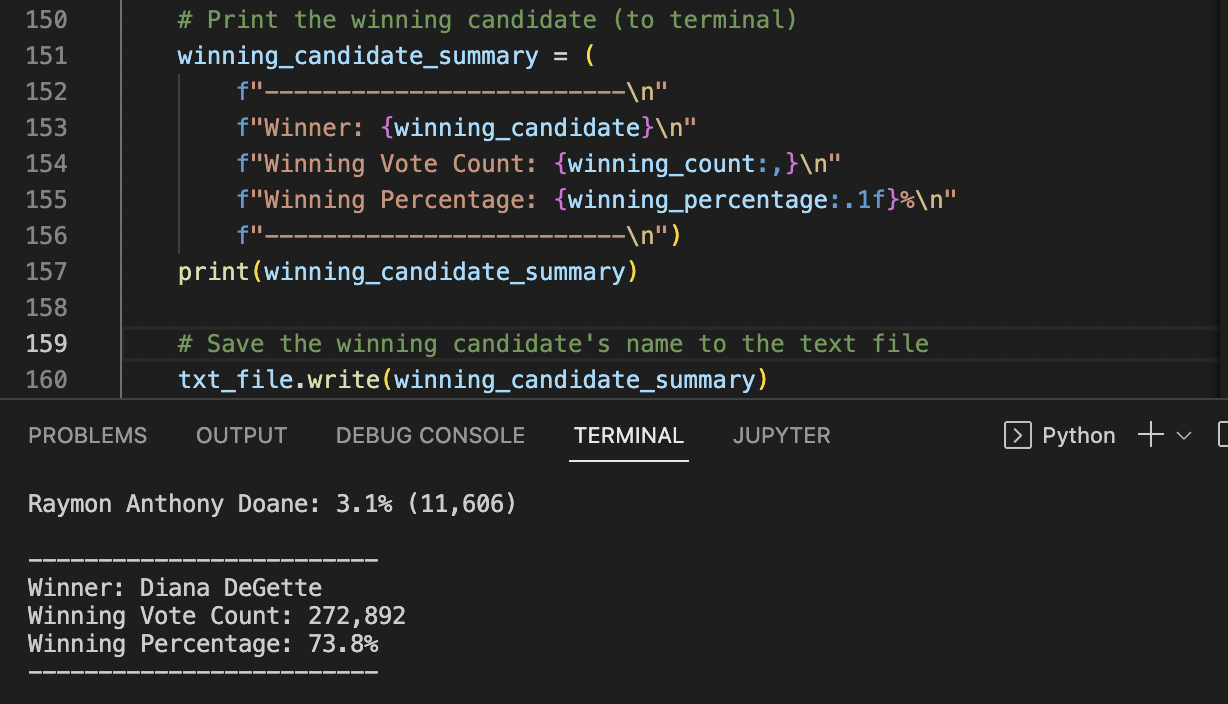 150 # Print the winning candidate (to terminal)
151 winning_candidate_summary = (
152 f"-------------------------\n"
153 f"Winner: {winning_candidate}\n"
154 f"Winning Vote Count: {winning_count:,}\n"
155 f"Winning Percentage: {winning_percentage:.1f}%\n"
156 f"-------------------------\n")
157 print(winning_candidate_summary)
158
159 # Save the winning candidate's name to the text file
160 txt_file.write(winning_candidate_summary)
PROBLEMS OUTPUT DEBUG CONSOLE TERMINAL JUPYTER Python
Raymon Anthony Doane: 3.1% (11,606)
-------------------------
Winner: Diana DeGette
Winning Vote Count: 272,892
Winning Percentage: 73.8%
-------------------------